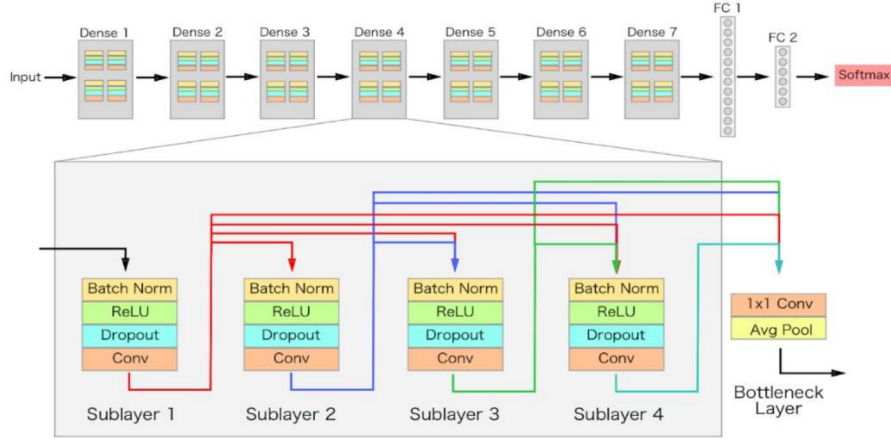 FC 1
Dense 1 Dense 2 Dense 3 Dense 4 Dense 5 Dense 6 Dense 7
FC 2
Input
Softmax
Batch Norm Batch Norm Batch Norm Batch Norm
ReLU ReLU ReLU ReLU
Dropout Dropout Dropout Dropout
Conv Conv Conv Conv
1x1 Conv
Avg Pool
Sublayer 1 Sublayer 2 Sublayer 3 Sublayer 4
Bottleneck
Layer